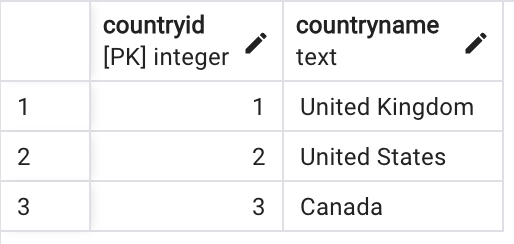 countryid countryname
[PK] integer text
1 1 United Kingdom
2 2 United States
3 3 Canada